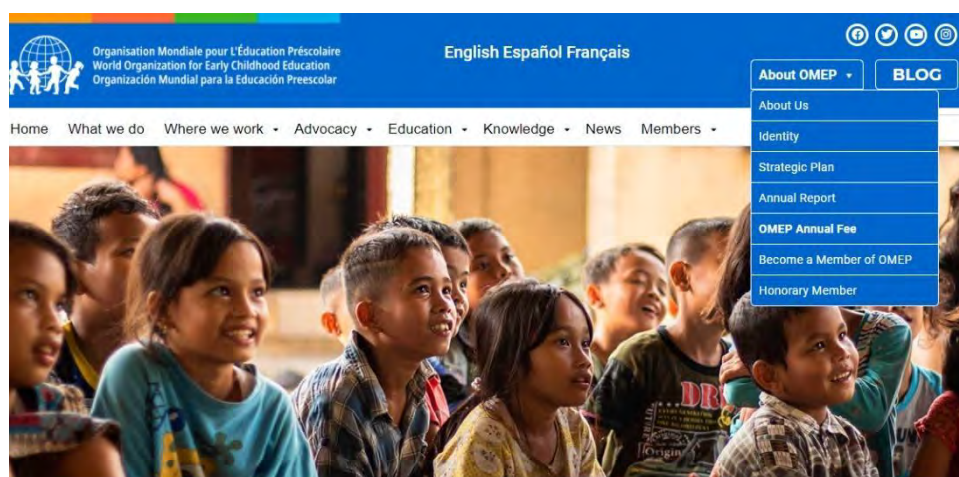 Organisation Mondiale pour L'Éducation Préscolaire
World Organization for Early Childhood Education
Organización Mundial para la Educación Preescolar
English Español Français
About OMEP
BLOG
About Us
Identity
Strategic Plan
Annual Report
OMEP Annual Fee
Become a Member of OMEP
Honorary Member
Home What we do Where we work Advocacy Education Knowledge News Members
DR
Origin